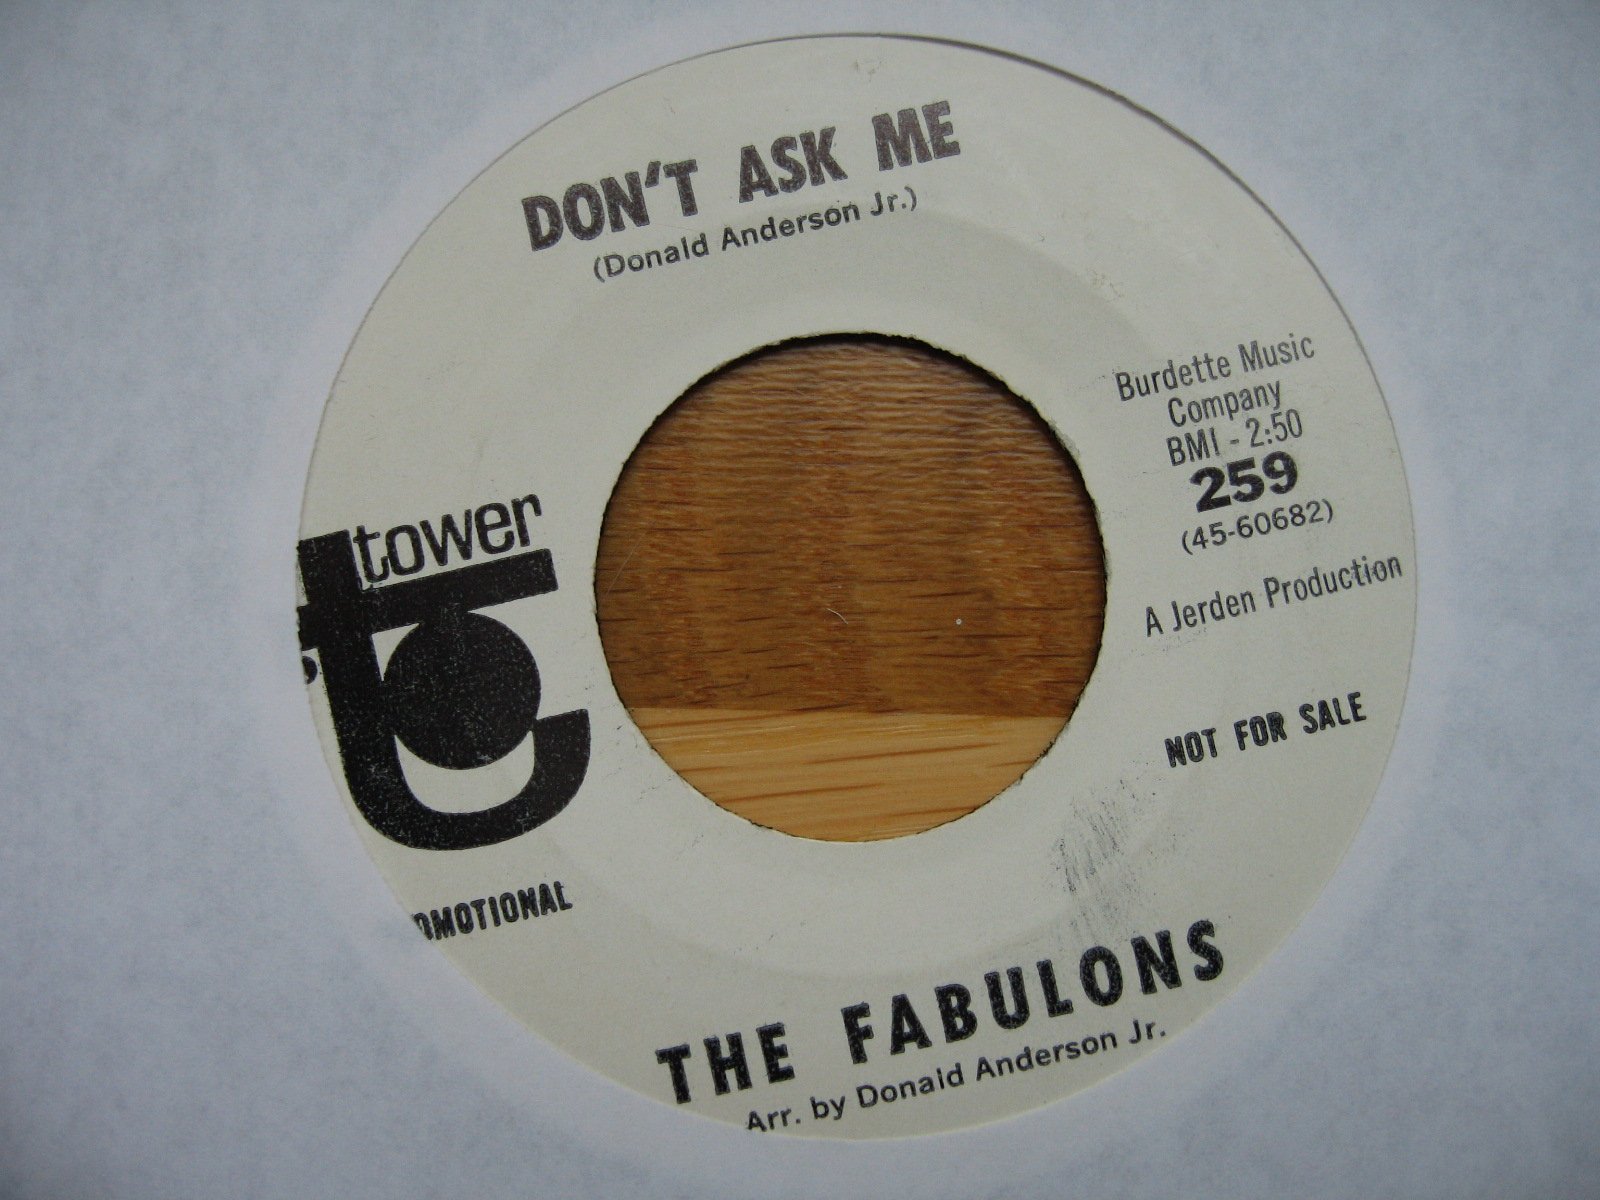 DON'T ASK ME
(Donald Anderson Jr.)
Burdette Music
Company
BMI - 2:50
259
(45-60682)
A Jerden Production
tower
NOT FOR SALE
OMOTIONAL
THE FABULONS
Arr. by Donald Anderson Jr.